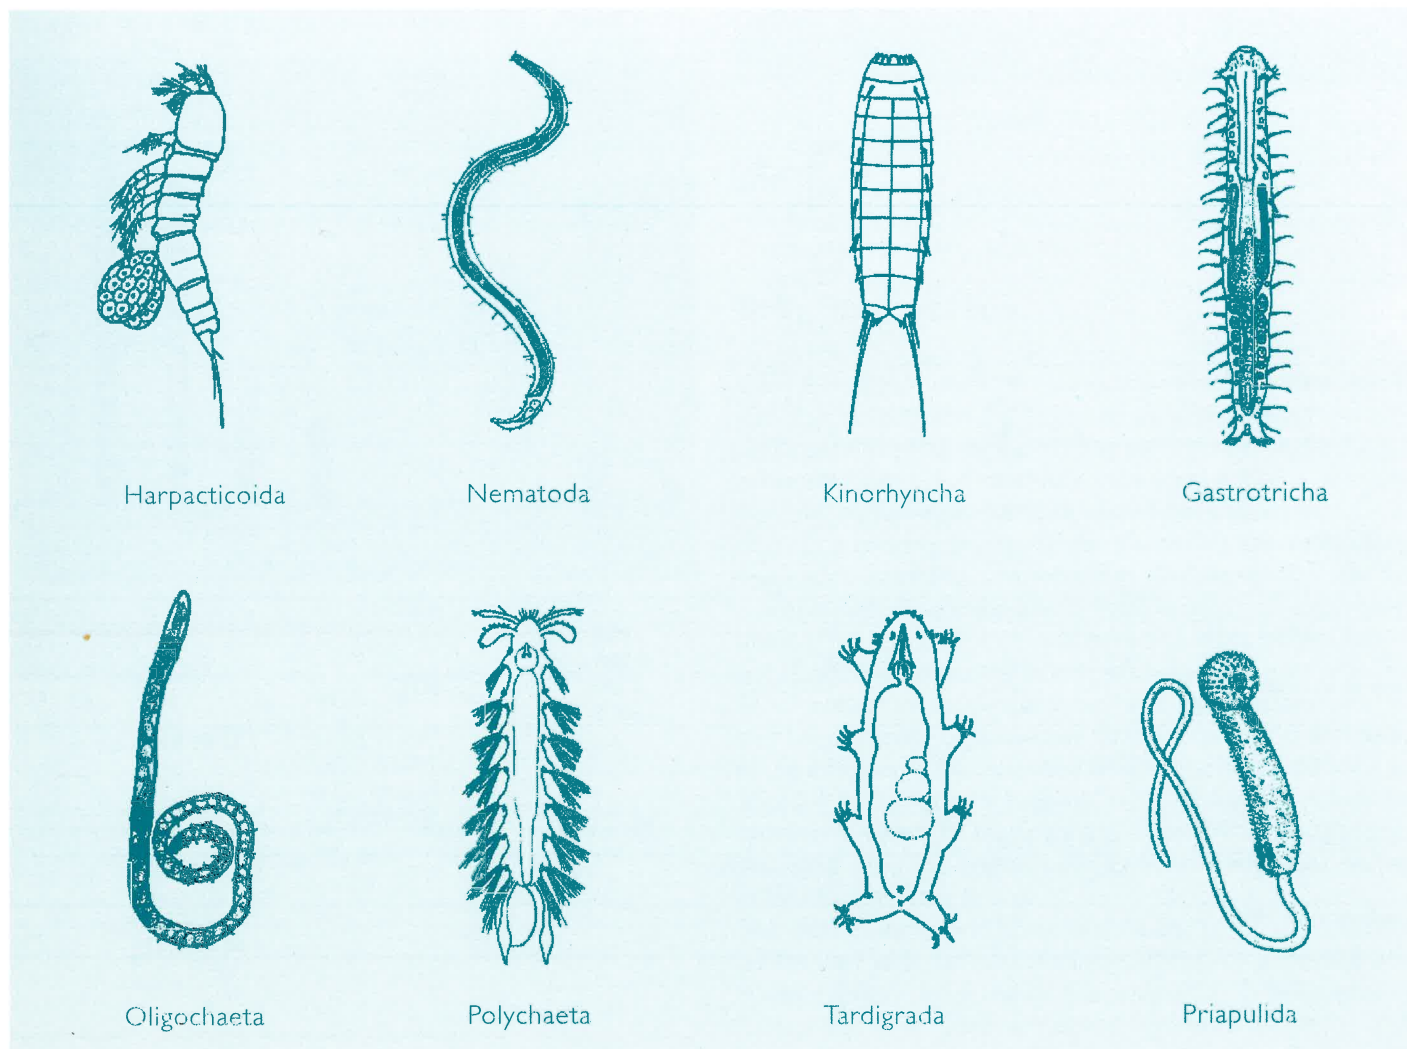 Harpacticoida
Nematoda
Kinorhyncha
Gastrotricha
Oligochaeta
Polychaeta
Tardigrada
Priapulida